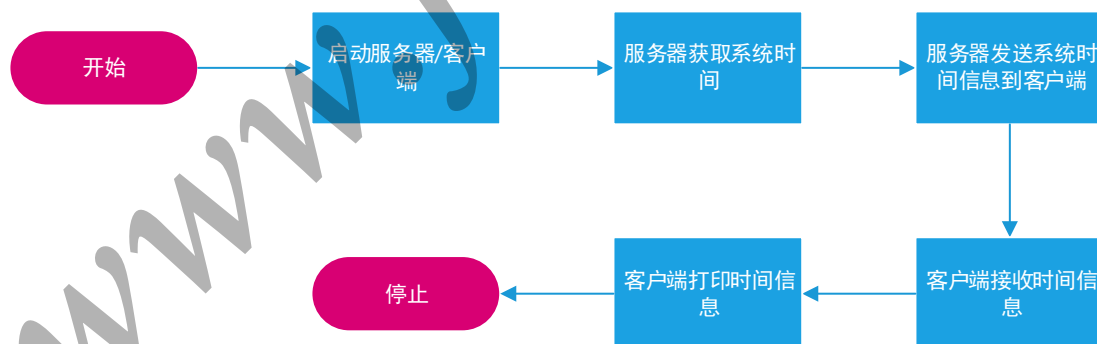 开始
启动服务器/客户
端
服务器获取系统时
间
服务器发送系统时
间信息到客户端
客户端接收时间信
息
客户端打印时间信
息
停止
www.